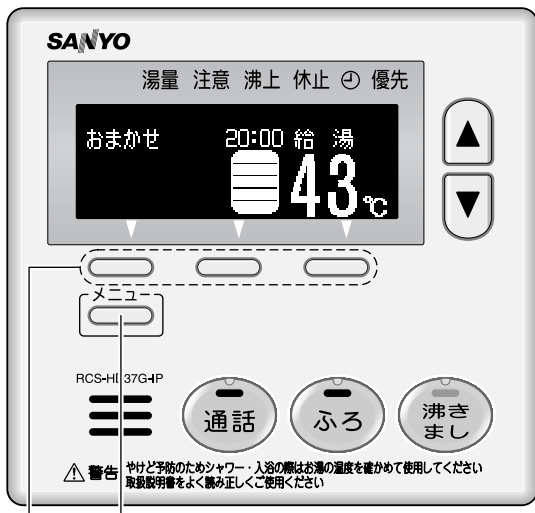 SANYO
湯量 注意 沸上 休止 優先
おまかせ 20:00 給 湯
43℃
メニュー
RCS-HD37G-IP
通話 ふろ 沸き
まし
警告 やけど予防のためシャワー・入浴の際はお湯の温度を確かめて使用してください
取扱説明書をよく読み正しくご使用ください